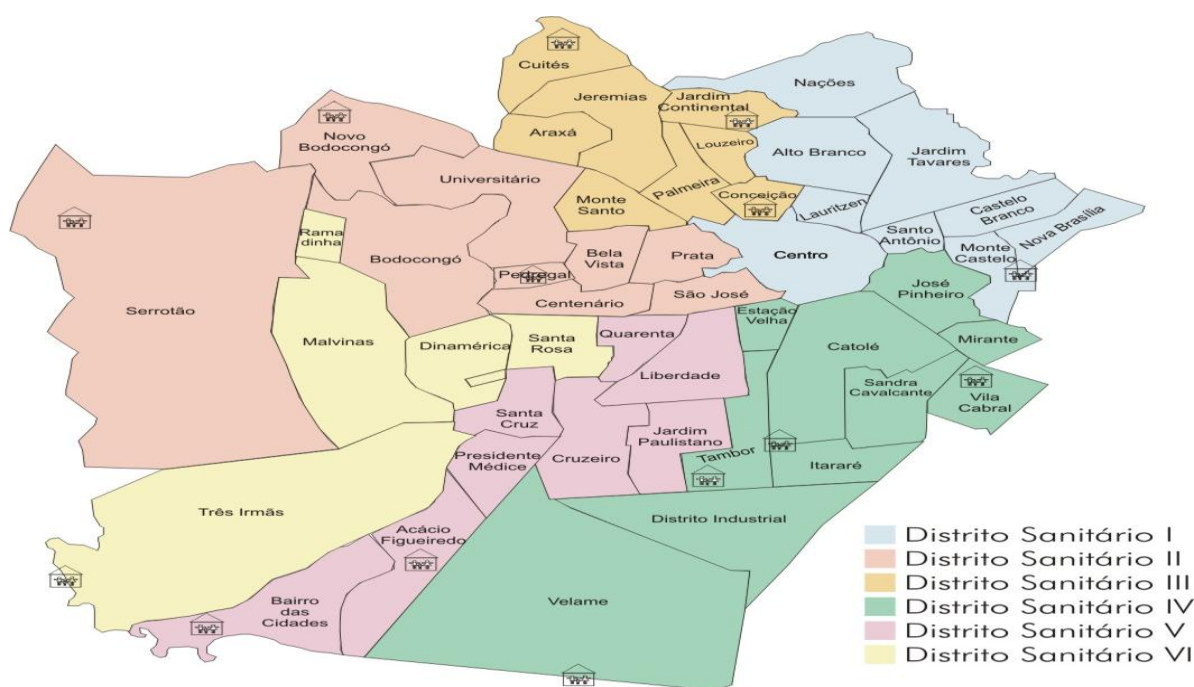 Cuités
Nações
Jeremias
Jardim
Continental
Araxá
Novo
Bodocongó
Louzeiro
Alto Branco
Jardim
Tavares
Universitário
Palmeira
Conceição
Monte
Santo
Lauritzen
Castelo
Branco
Nova Brasília
Rama
dinha
Santo
Antônio
Monte
Castelo
Bodocongó
Bela
Vista
Prata
Centro
Pedregal
José
Pinheiro
Centenário
São José
Serrotão
Estação
Velha
Malvinas
Dinamérica
Santa
Rosa
Quarenta
Catolé
Mirante
Liberdade
Sandra
Cavalcante
Vila
Cabral
Santa
Cruz
Jardim
Paulistano
Presidente
Médice
Cruzeiro
Tambor
Itararé
Três Irmãs
Acácio
Figueiredo
Distrito Industrial
Bairro
das
Cidades
Velame
Distrito Sanitário I
Distrito Sanitário II
Distrito Sanitário III
Distrito Sanitário IV
Distrito Sanitário V
Distrito Sanitário VI